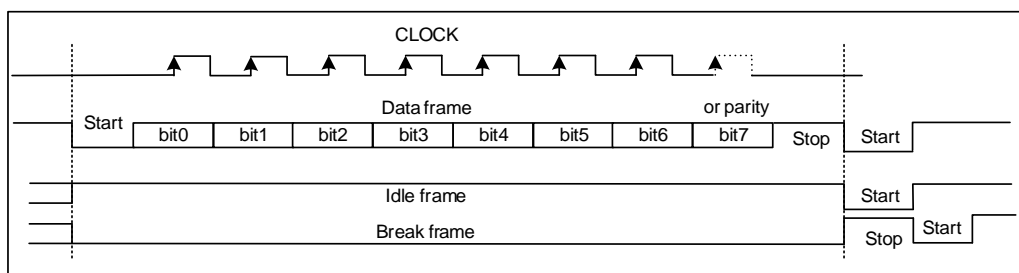 CLOCK
Data frame or parity
Start bit0 bit1 bit2 bit3 bit4 bit5 bit6 bit7 Stop Start
Idle frame Start
Break frame Stop Start